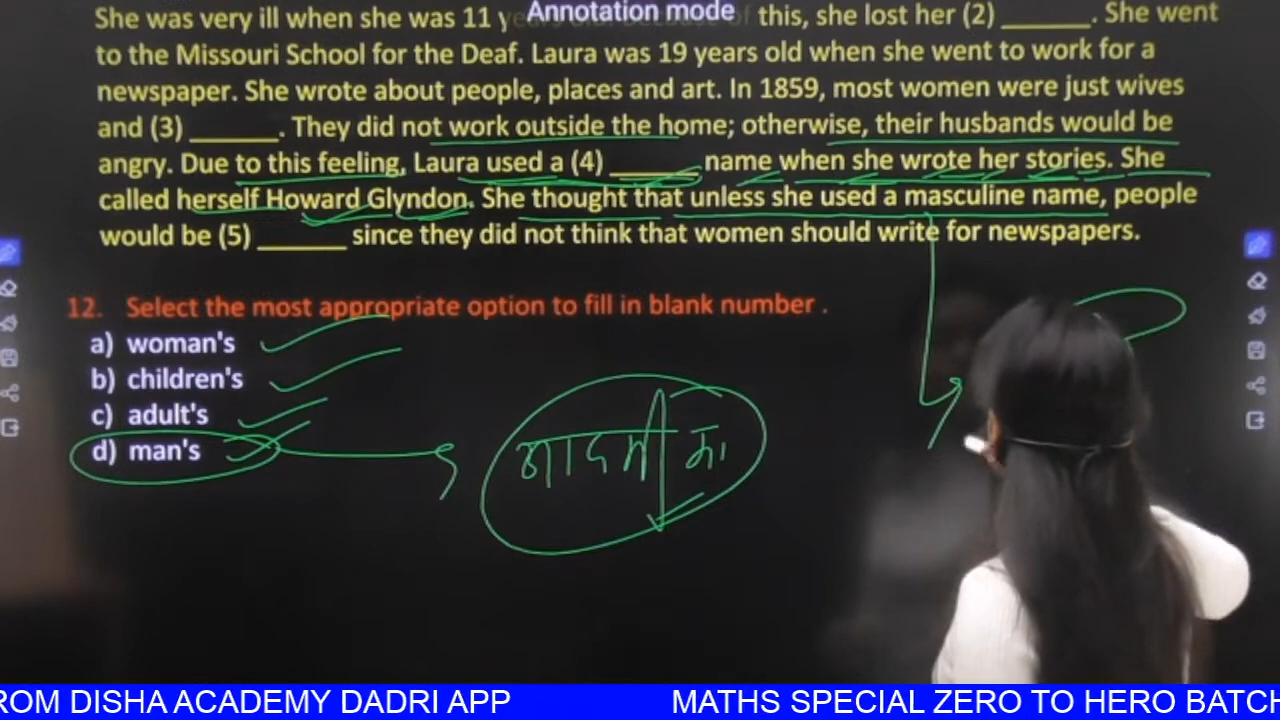 Annotation mode
She was very ill when she was 11 y of this, she lost her (2) ______. She went
to the Missouri School for the Deaf. Laura was 19 years old when she went to work for a
newspaper. She wrote about people, places and art. In 1859, most women were just wives
and (3) ______. They did not work outside the home; otherwise, their husbands would be
angry. Due to this feeling, Laura used a (4) ______ name when she wrote her stories. She
called herself Howard Glyndon. She thought that unless she used a masculine name, people
would be (5) ______ since they did not think that women should write for newspapers.
12. Select the most appropriate option to fill in blank number .
a) woman's
b) children's
c) adult's
d) man's
आदमी का
ROM DISHA ACADEMY DADRI APP MATHS SPECIAL ZERO TO HERO BATCH